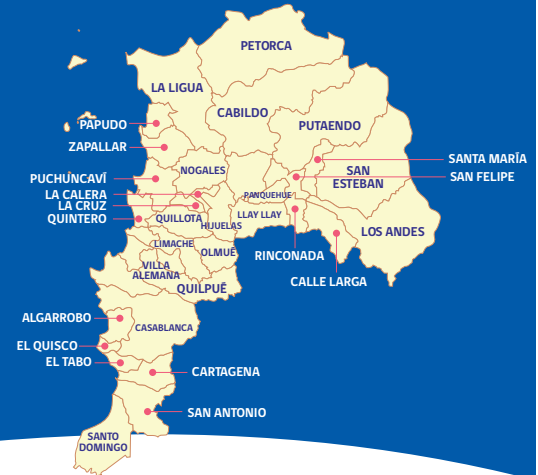 PETORCA
LA LIGUA
CABILDO
PAPUDO
PUTAENDO
ZAPALLAR
SANTA MARÍA
NOGALES
SAN
ESTEBAN
PUCHUNCAVÍ
SAN FELIPE
LA CALERA
PANQUEHUE
LA CRUZ
QUINTERO
QUILLOTA
LLAY LLAY
HIJUELAS
LOS ANDES
LIMACHE
OLMUÉ
RINCONADA
VILLA
ALEMANA
CALLE LARGA
QUILPUÉ
ALGARROBO
CASABLANCA
EL QUISCO
EL TABO
CARTAGENA
SAN ANTONIO
SANTO
DOMINGO